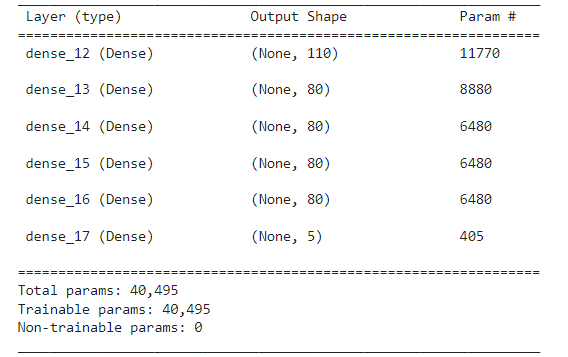 Layer (type) Output Shape Param #
dense_12 (Dense) (None, 110) 11770
dense_13 (Dense) (None, 80) 8880
dense_14 (Dense) (None, 80) 6480
dense_15 (Dense) (None, 80) 6480
dense_16 (Dense) (None, 80) 6480
dense_17 (Dense) (None, 5) 405
Total params: 40,495
Trainable params: 40,495
Non-trainable params: 0